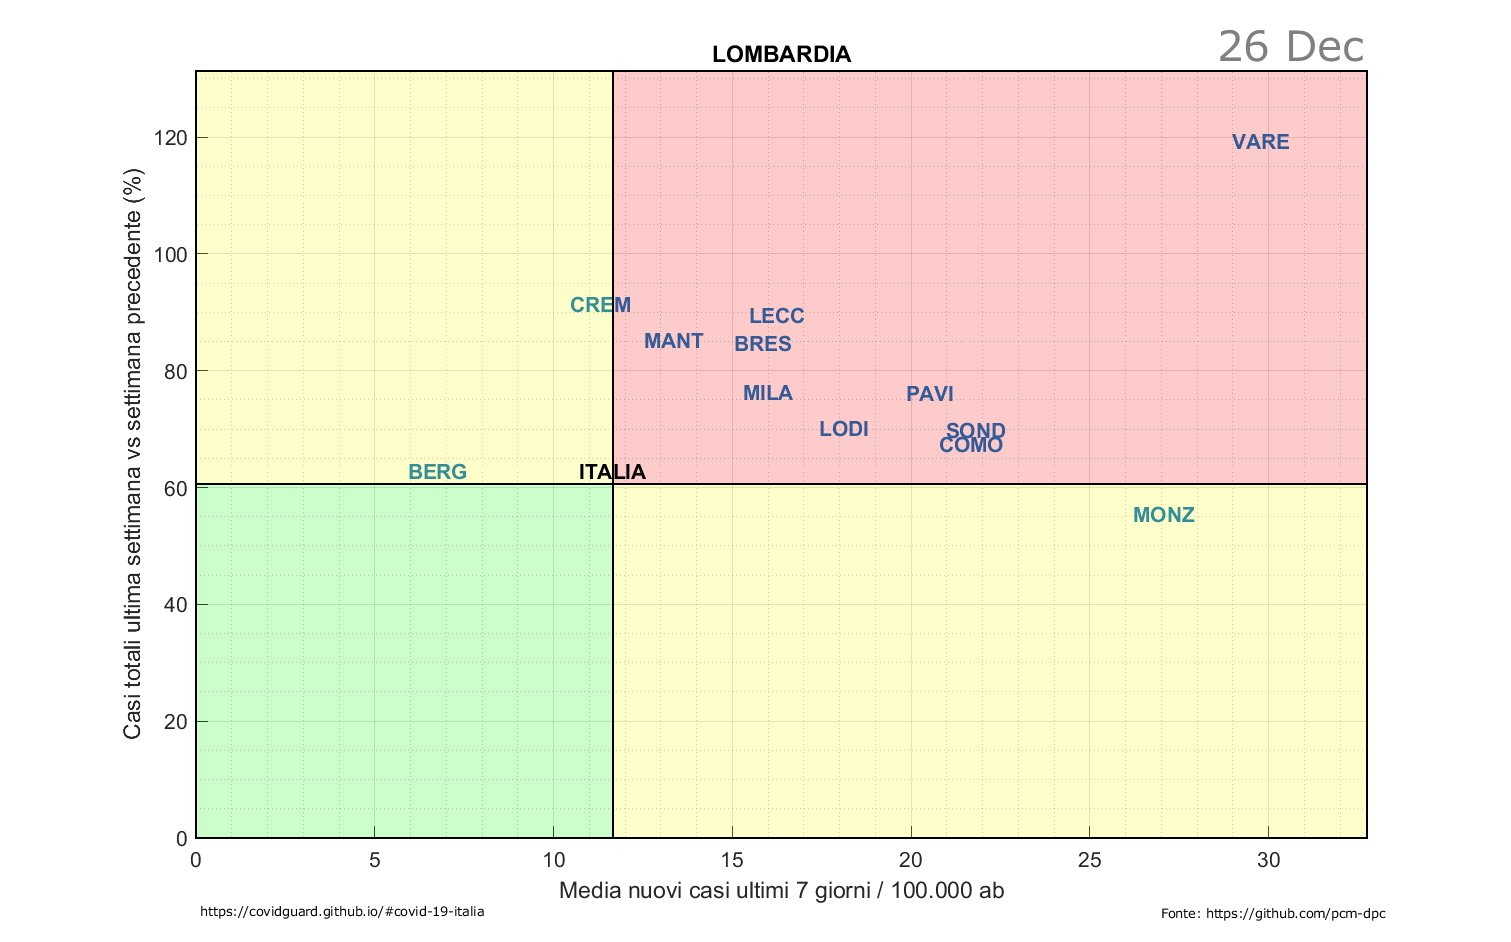 26 Dec
LOMBARDIA
Casi totali ultima settimana vs settimana precedente (%)
120
100
80
60
40
20
0
VARE
CREM
LECC
MANT
BRES
MILA
PAVI
LODI
SOND
COMO
BERG
ITALIA
MONZ
0 5 10 15 20 25 30
Media nuovi casi ultimi 7 giorni / 100.000 ab
https://covidguard.github.io/#covid-19-italia
Fonte: https://github.com/pcm-dpc